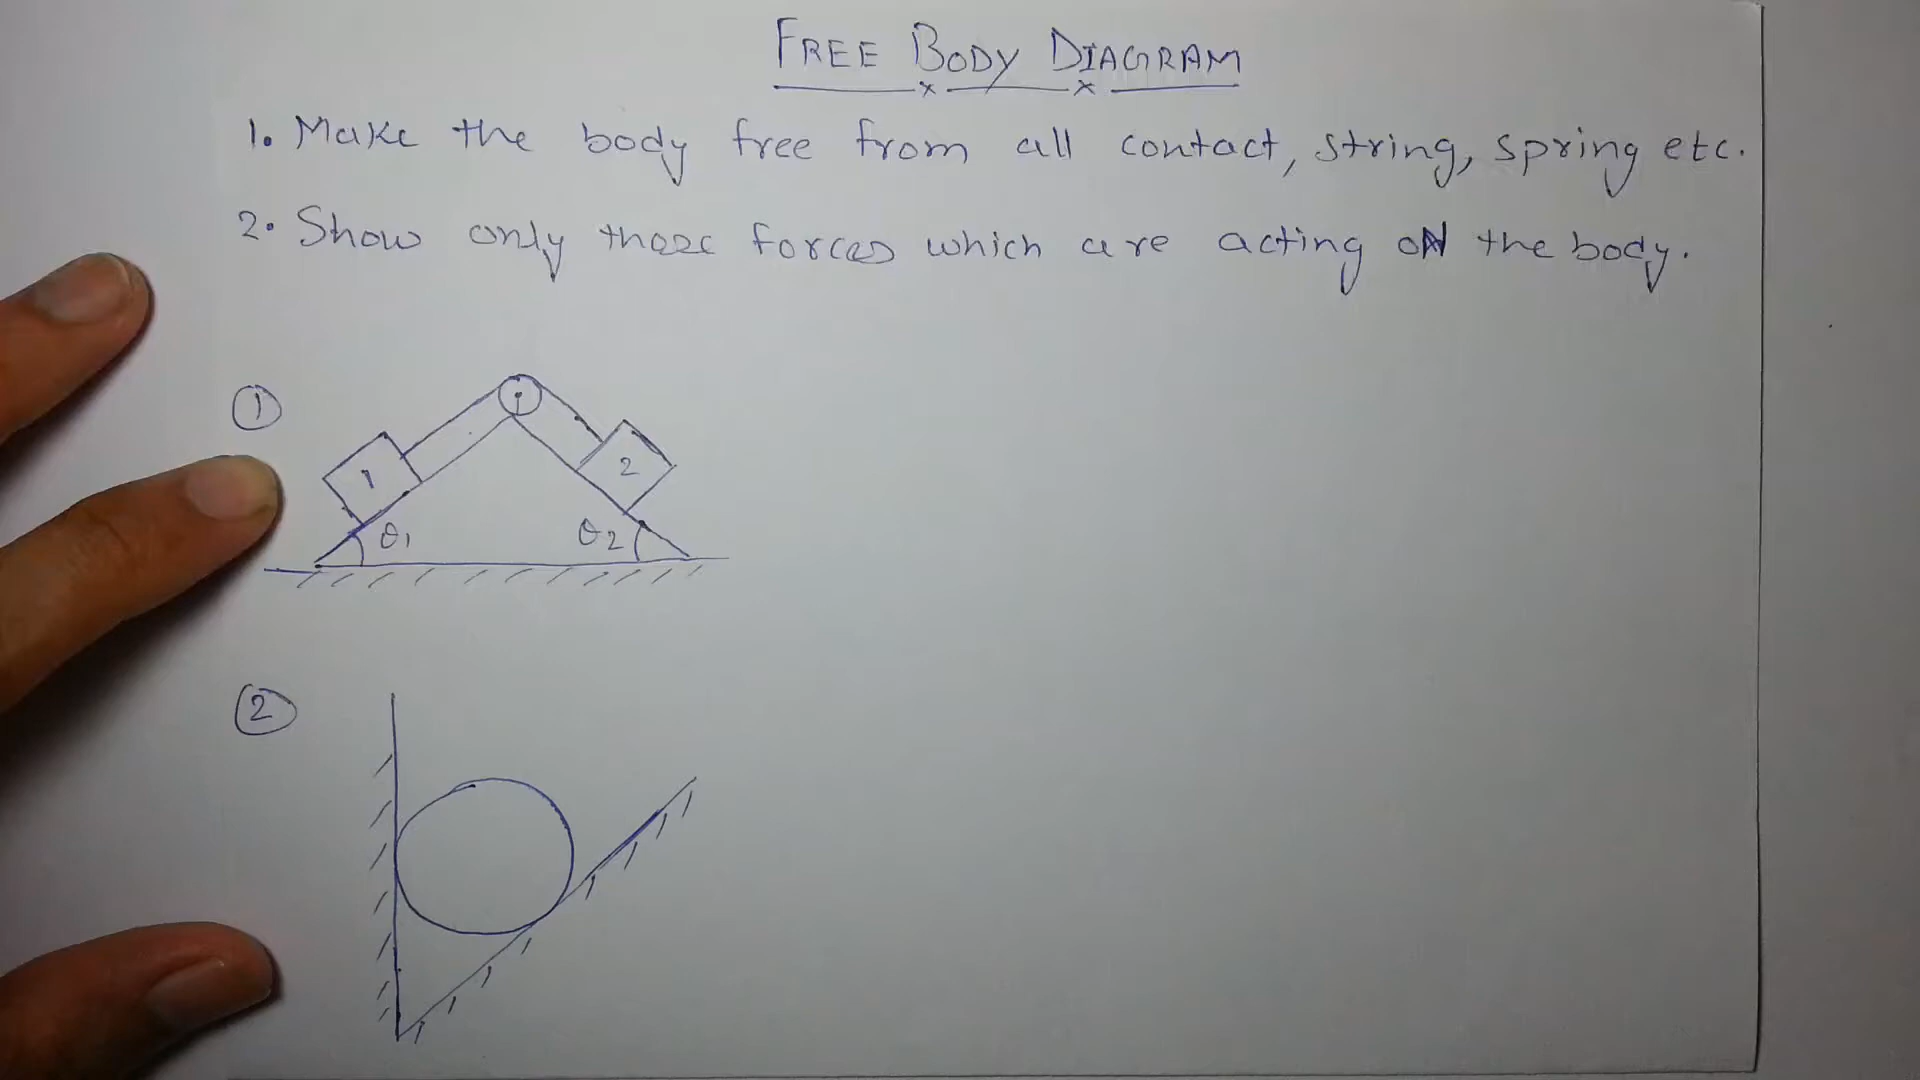 FREE BODY DIAGRAM
1. Make the body free from all contact, string, spring etc.
2. Show only those forces which are acting ON the body.
①
1
2
θ1
θ2
②